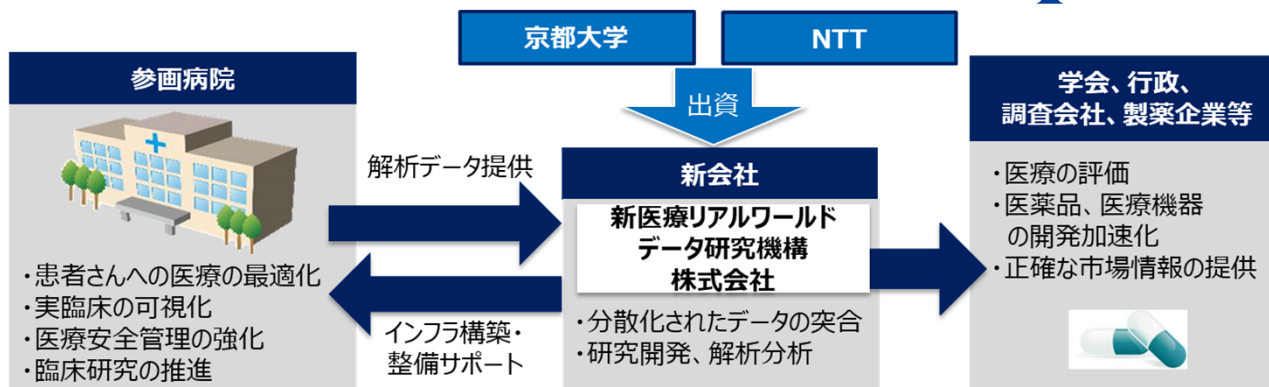 京都大学
NTT
出資
参画病院
・患者さんへの医療の最適化
・実臨床の可視化
・医療安全管理の強化
・臨床研究の推進
解析データ提供
インフラ構築・
整備サポート
新会社
新医療リアルワールド
データ研究機構
株式会社
・分散化されたデータの突合
・研究開発、解析分析
学会、行政、
調査会社、製薬企業等
・医療の評価
・医薬品、医療機器
の開発加速化
・正確な市場情報の提供